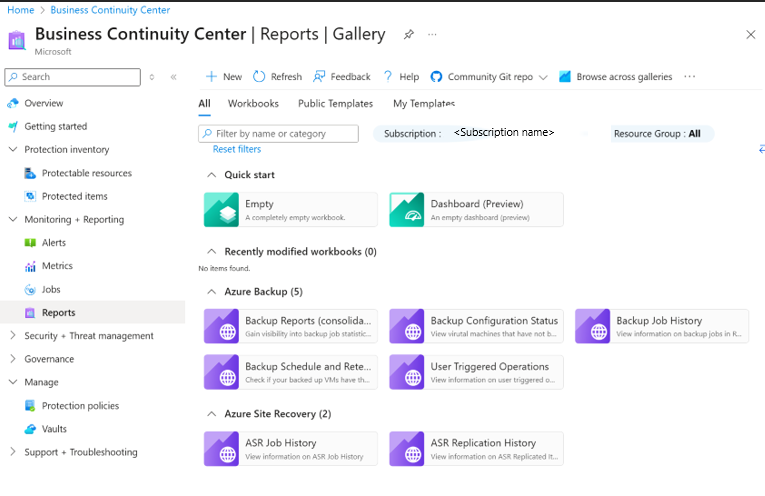 Home > Business Continuity Center
Business Continuity Center | Reports | Gallery
Microsoft
Search
New Refresh Feedback Help Community Git repo Browse across galleries
Overview
Getting started
Protection inventory
Protectable resources
Protected items
Monitoring + Reporting
Alerts
Metrics
Jobs
Reports
Security + Threat management
Governance
Manage
Protection policies
Vaults
Support + Troubleshooting
All Workbooks Public Templates My Templates
Filter by name or category Subscription : <Subscription name> Resource Group : All
Reset filters
Quick start
Empty
A completely empty workbook.
Dashboard (Preview)
An empty dashboard (preview)
Recently modified workbooks (0)
No items found.
Azure Backup (5)
Backup Reports (consolida...
Gain visibility into backup job statistic...
Backup Configuration Status
View virutal machines that have not b...
Backup Job History
View information on backup jobs in R...
Backup Schedule and Rete...
Check if your backed up VMs have th...
User Triggered Operations
View information on user triggered o...
Azure Site Recovery (2)
ASR Job History
View information on ASR Job History
ASR Replication History
View information on ASR Replicated It...